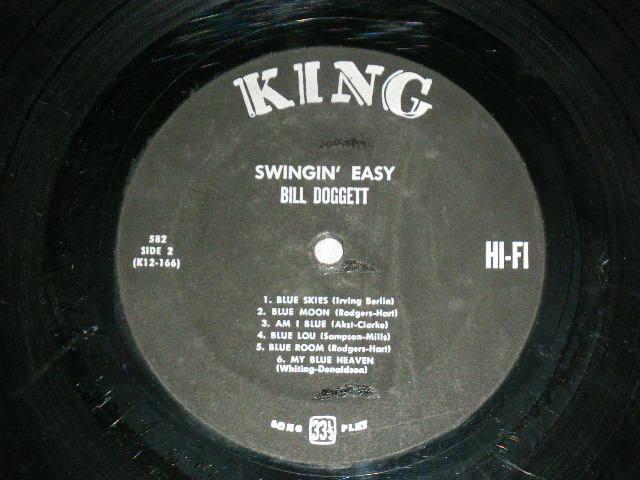 KING
SWINGIN' EASY
BILL DOGGETT
582
SIDE 2
(K12-166)
HI-FI
1. BLUE SKIES (Irving Berlin)
2. BLUE MOON (Rodgers-Hart)
3. AM I BLUE (Akst-Clarke)
4. BLUE LOU (Sampson-Mills)
5. BLUE ROOM (Rodgers-Hart)
6. MY BLUE HEAVEN
(Whiting-Donaldson)
LONG 33⅓ PLAY